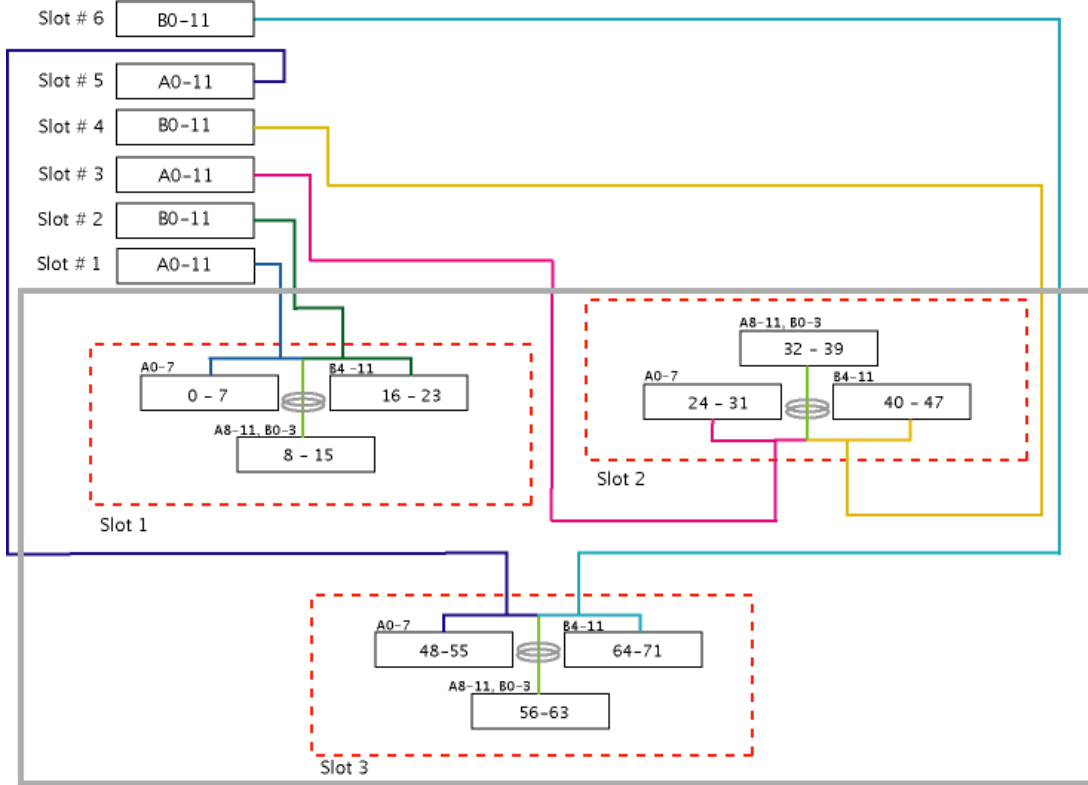 Slot # 6 B0-11
Slot # 5 A0-11
Slot # 4 B0-11
Slot # 3 A0-11
Slot # 2 B0-11
Slot # 1 A0-11
A0-7
0 - 7
B4 -11
16 - 23
A8-11, B0-3
8 - 15
Slot 1
A8-11, B0-3
32 - 39
A0-7
24 - 31
B4-11
40 - 47
Slot 2
A0-7
48-55
B4-11
64-71
A8-11, B0-3
56-63
Slot 3